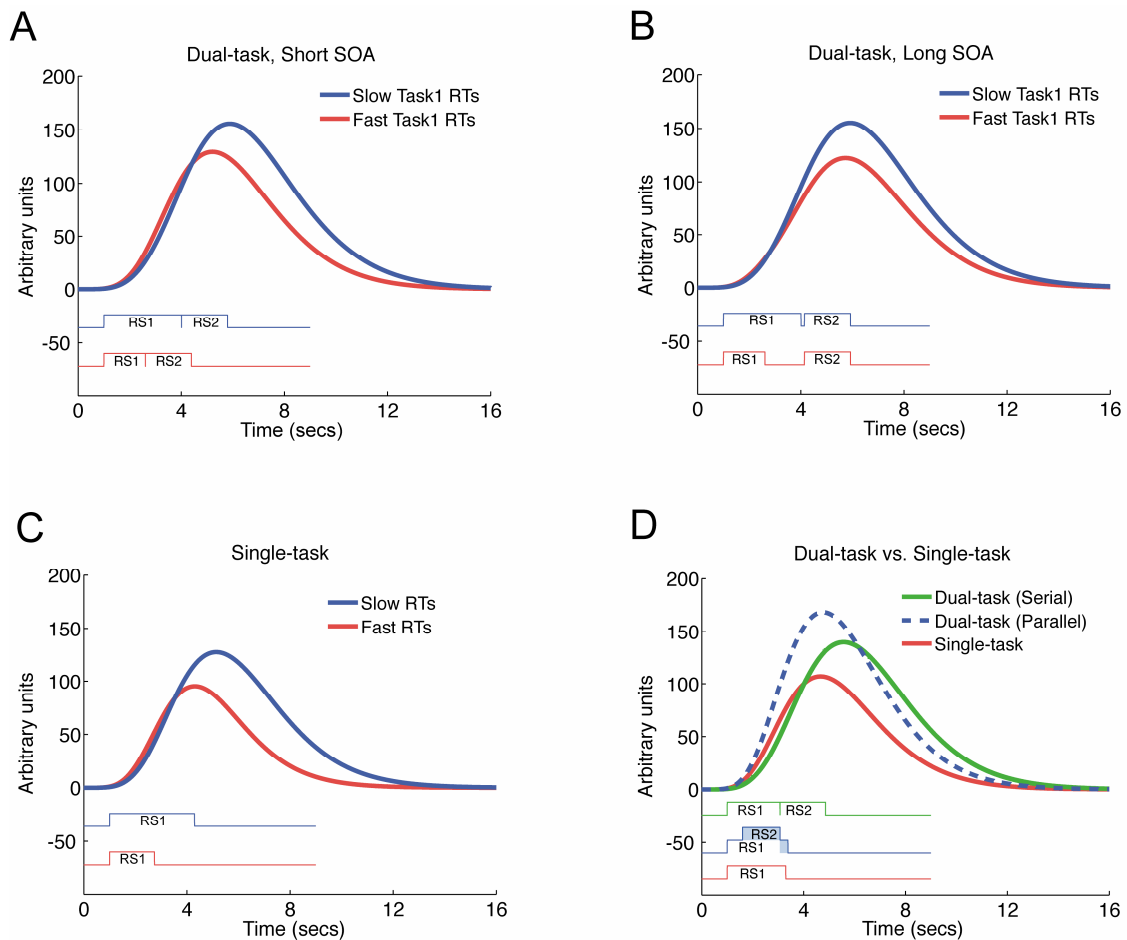 A
Dual-task, Short SOA
200
150
100
50
0
-50
Arbitrary units
Slow Task1 RTs
Fast Task1 RTs
RS1 RS2
RS1 RS2
0 4 8 12 16
Time (secs)
B
Dual-task, Long SOA
200
150
100
50
0
-50
Arbitrary units
Slow Task1 RTs
Fast Task1 RTs
RS1 RS2
RS1 RS2
0 4 8 12 16
Time (secs)
C
Single-task
200
150
100
50
0
-50
Arbitrary units
Slow RTs
Fast RTs
RS1
RS1
0 4 8 12 16
Time (secs)
D
Dual-task vs. Single-task
200
150
100
50
0
-50
Arbitrary units
Dual-task (Serial)
Dual-task (Parallel)
Single-task
RS1 RS2
RS2
RS1
RS1
0 4 8 12 16
Time (secs)